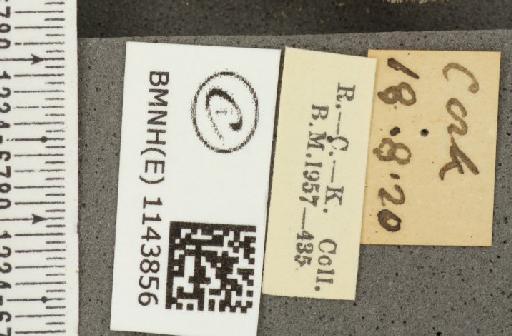 Cork
18.8.20
R.—C.—K. Coll.
B.M.1957—435.
BMNH(E) 1143856
©